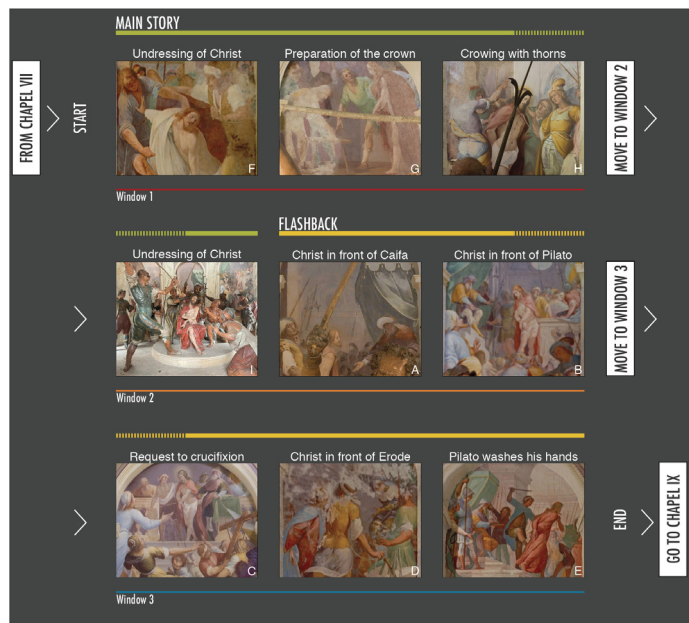 MAIN STORY
Undressing of Christ
Preparation of the crown
Crowing with thorns
FROM CHAPEL VII
START
F
G
H
MOVE TO WINDOW 2
Window 1
FLASHBACK
Undressing of Christ
Christ in front of Caifa
Christ in front of Pilato
I
A
B
MOVE TO WINDOW 3
Window 2
Request to crucifixion
Christ in front of Erode
Pilato washes his hands
C
D
E
END
GO TO CHAPEL IX
Window 3